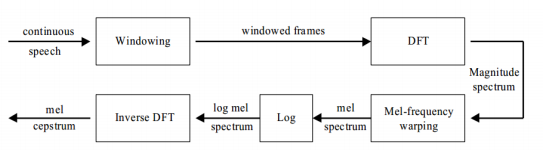 continuous
speech
Windowing
windowed frames
DFT
Magnitude
spectrum
Mel-frequency
warping
mel
spectrum
Log
log mel
spectrum
Inverse DFT
mel
cepstrum